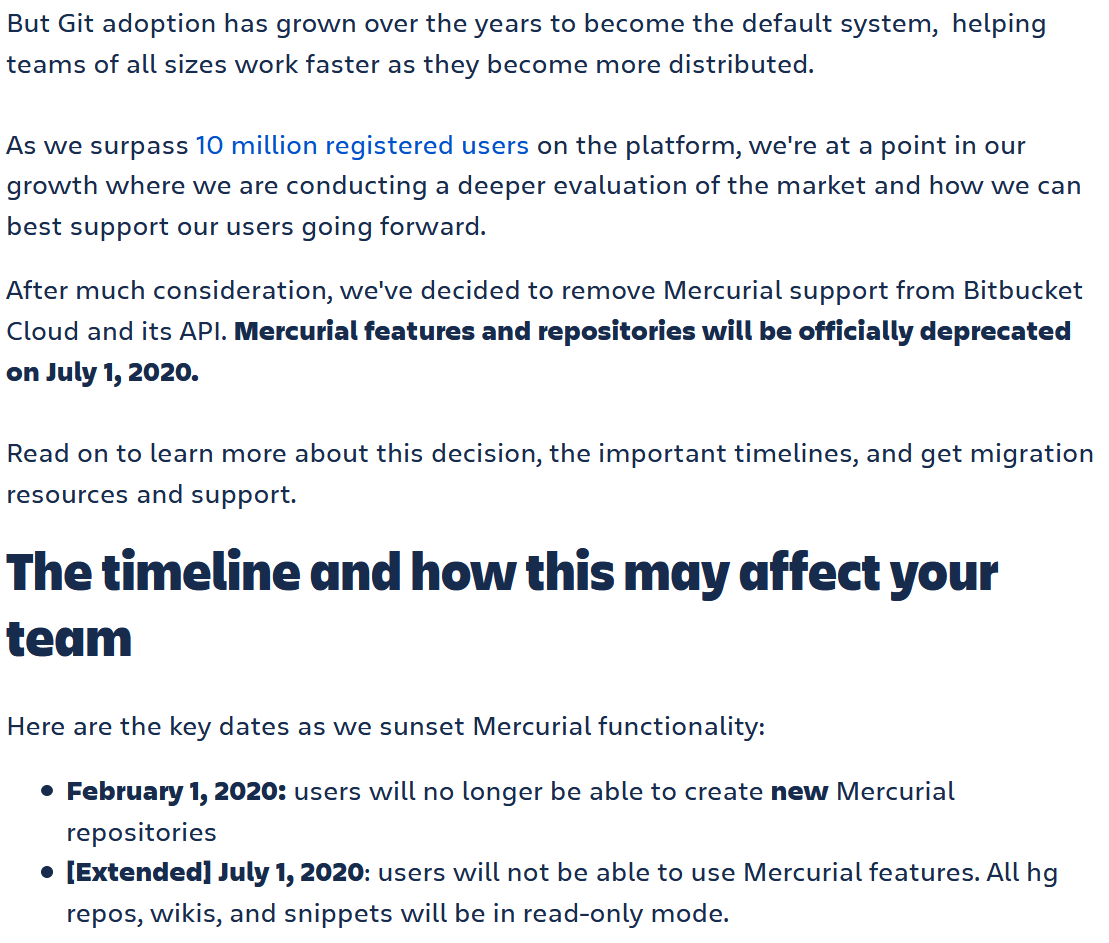 But Git adoption has grown over the years to become the default system,  helping
teams of all sizes work faster as they become more distributed.
As we surpass 10 million registered users on the platform, we're at a point in our
growth where we are conducting a deeper evaluation of the market and how we can
best support our users going forward.
After much consideration, we've decided to remove Mercurial support from Bitbucket
Cloud and its API. Mercurial features and repositories will be officially deprecated
on July 1, 2020.
Read on to learn more about this decision, the important timelines, and get migration
resources and support.
The timeline and how this may affect your
team
Here are the key dates as we sunset Mercurial functionality:
• February 1, 2020: users will no longer be able to create new Mercurial
repositories
• [Extended] July 1, 2020: users will not be able to use Mercurial features. All hg
repos, wikis, and snippets will be in read-only mode.